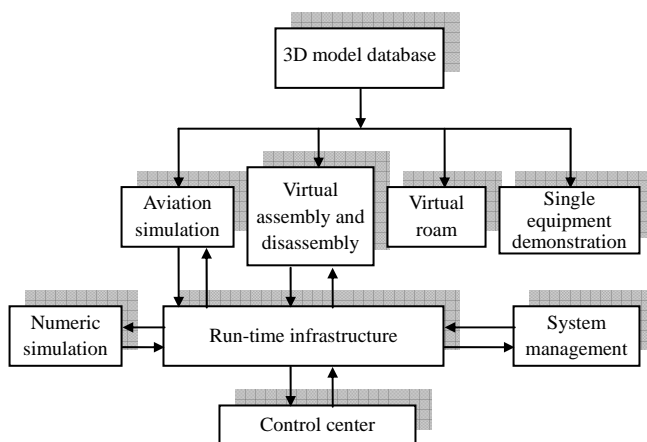 3D model database
Aviation
simulation
Virtual
assembly and
disassembly
Virtual
roam
Single
equipment
demonstration
Numeric
simulation
Run-time infrastructure
System
management
Control center